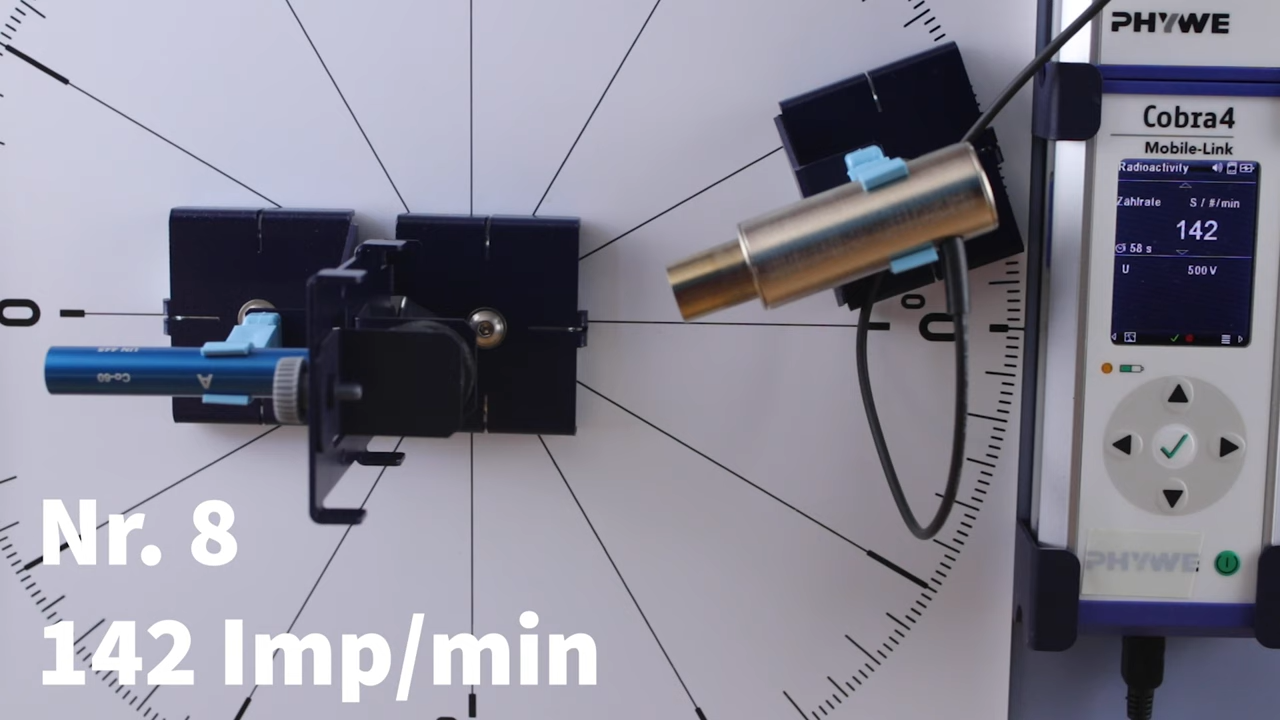 PHYWE
Cobra4
Mobile-Link
Radioactivity
Zählrate S / #/min
142
58 s
U 500 V
0
0
0
Co-60
A
PHYWE
Nr. 8
142 Imp/min